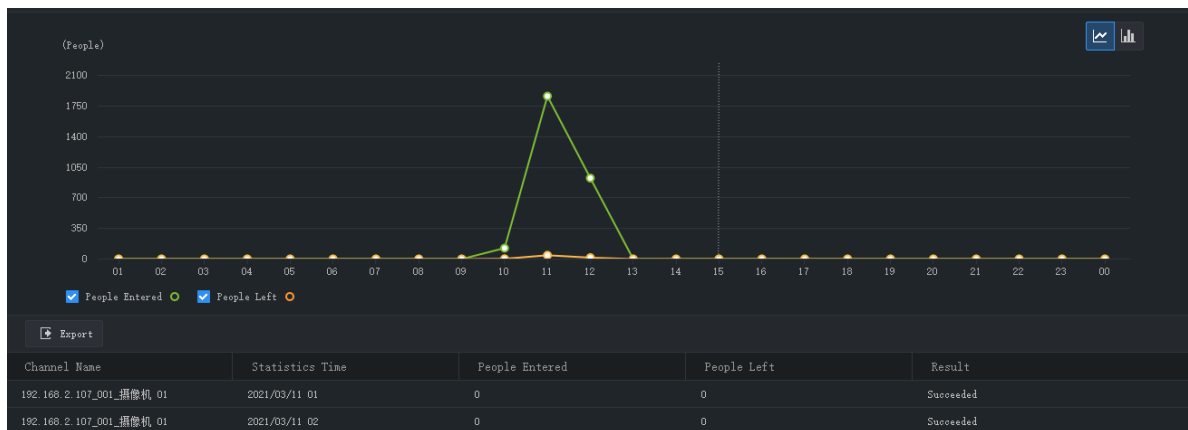 (People)
2100
1750
1400
1050
700
350
0
01 02 03 04 05 06 07 08 09 10 11 12 13 14 15 16 17 18 19 20 21 22 23 00
People Entered People Left
Export
Channel Name Statistics Time People Entered People Left Result
192.168.2.107_001_摄像机 01 2021/03/11 01 0 0 Succeeded
192.168.2.107_001_摄像机 01 2021/03/11 02 0 0 Succeeded